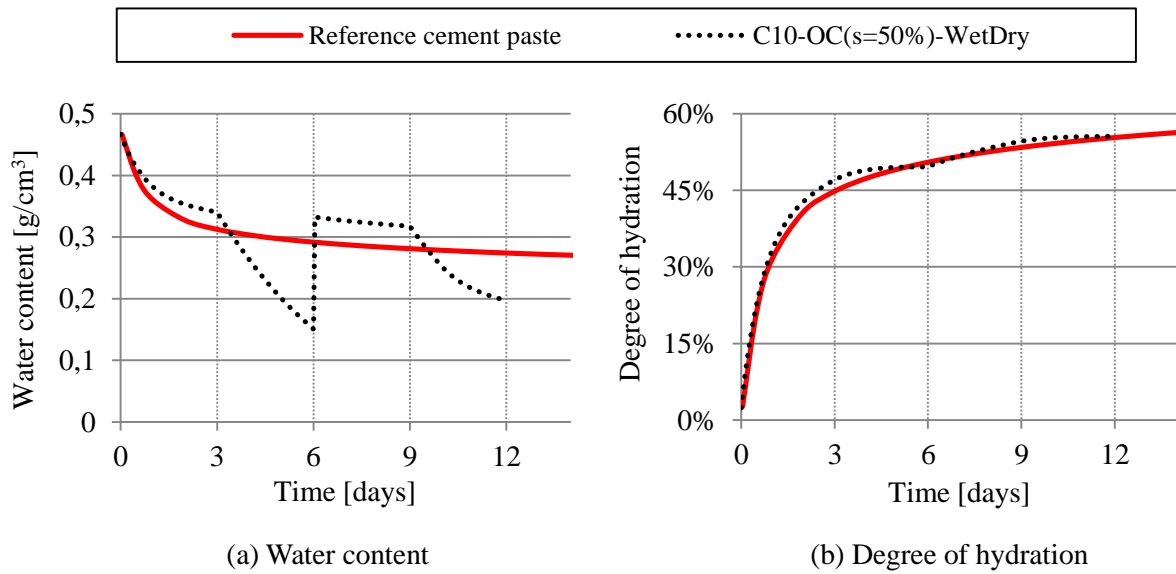 Reference cement paste
C10-OC(s=50%)-WetDry
Water content [g/cm³]
0,5
0,4
0,3
0,2
0,1
0
0 3 6 9 12
Time [days]
(a) Water content
Degree of hydration
60%
45%
30%
15%
0%
0 3 6 9 12
Time [days]
(b) Degree of hydration